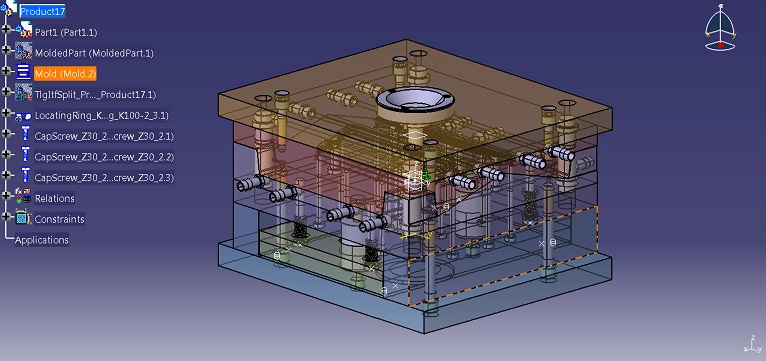 Product17
Part1 (Part1.1)
MoldedPart (MoldedPart.1)
Mold (Mold.2)
TlgItfSplit_Pr..._Product17.1)
LocatingRing_K...g_K100-2_3.1)
CapScrew_Z30_2...crew_Z30_2.1)
CapScrew_Z30_2...crew_Z30_2.2)
CapScrew_Z30_2...crew_Z30_2.3)
Relations
Constraints
Applications